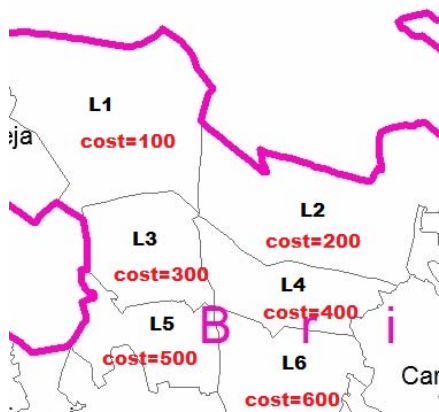 L1
eja
cost=100
L2
cost=200
L3
cost=300
L4
cost=400
B r i
L5
cost=500
L6
cost=600
Car